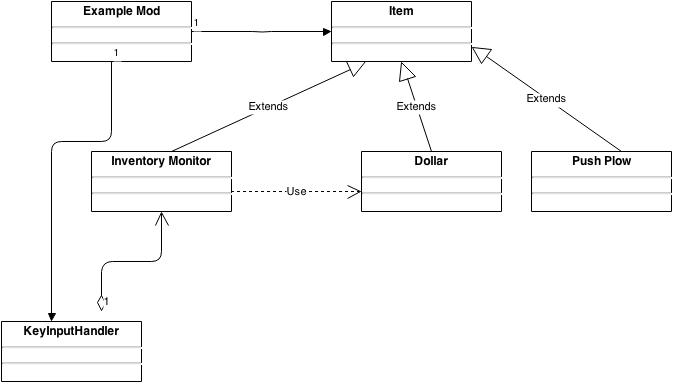 Example Mod
Item
1
1
Extends
Extends
Extends
Inventory Monitor
Dollar
Push Plow
Use
1
KeyInputHandler